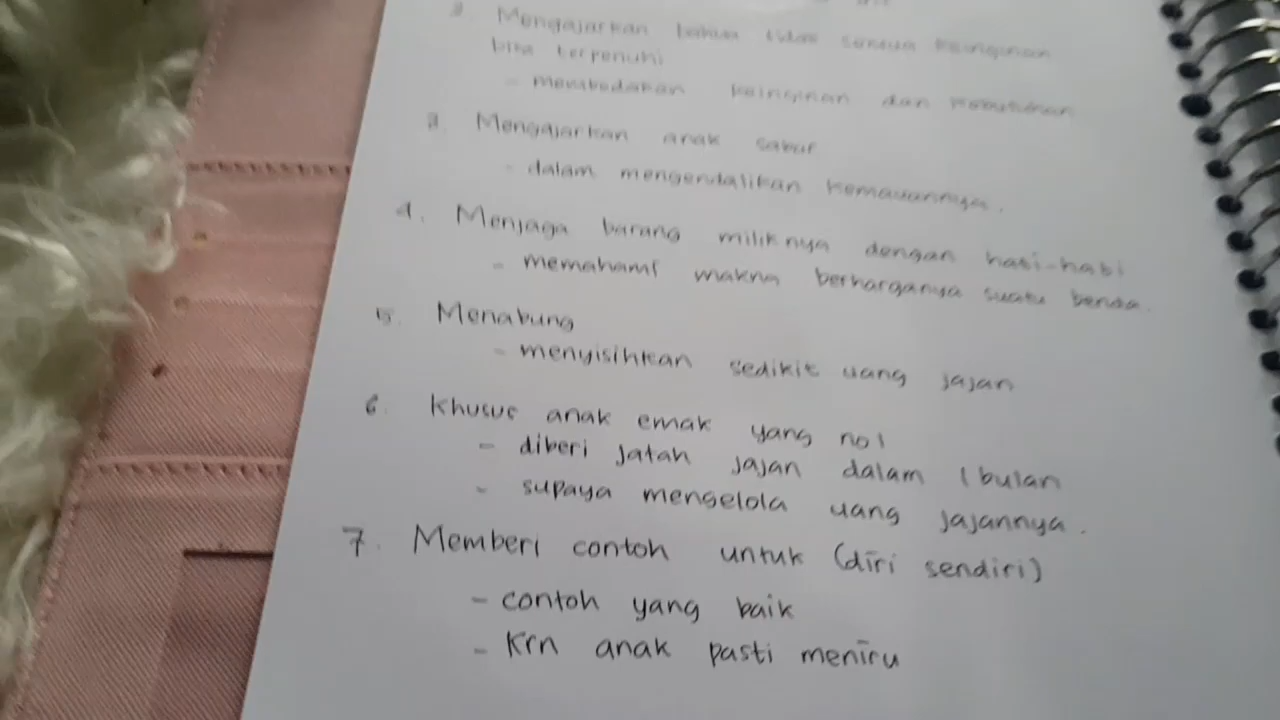 2. Mengajarkan bahwa tidak semua keinginan
bisa terpenuhi
- membedakan keinginan dan kebutuhan
3. Mengajarkan anak sabar
- dalam mengendalikan kemauannya.
4. Menjaga barang miliknya dengan hati-hati
- memahami makna berharganya suatu benda.
5. Menabung
- menyisihkan sedikit uang jajan
6. Khusus anak emak yang no 1
- diberi jatah jajan dalam 1 bulan
- supaya mengelola uang jajannya.
7. Memberi contoh untuk (diri sendiri)
- contoh yang baik
- krn anak pasti meniru